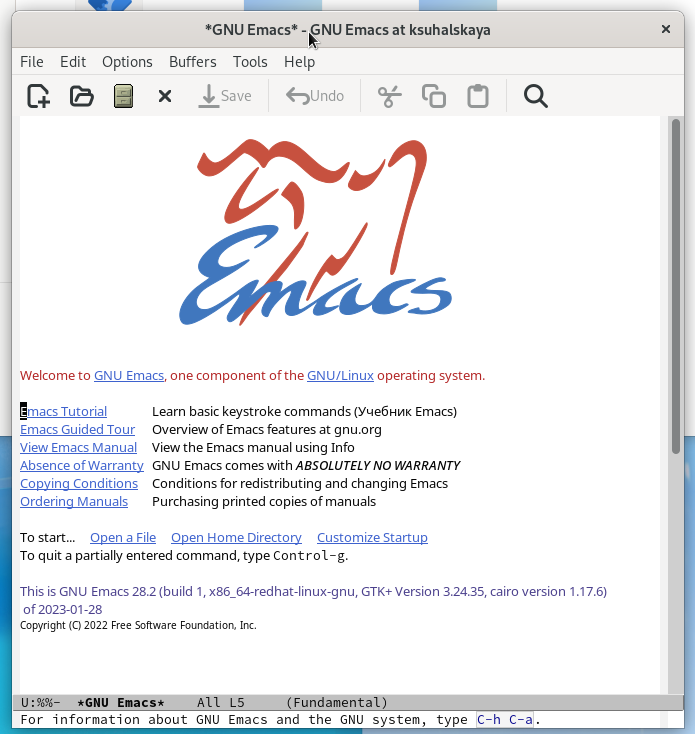 *GNU Emacs* - GNU Emacs at ksuhalskaya
File Edit Options Buffers Tools Help
Save Undo
Emacs
Welcome to GNU Emacs, one component of the GNU/Linux operating system.
Emacs Tutorial Learn basic keystroke commands (Учебник Emacs)
Emacs Guided Tour Overview of Emacs features at gnu.org
View Emacs Manual View the Emacs manual using Info
Absence of Warranty GNU Emacs comes with ABSOLUTELY NO WARRANTY
Copying Conditions Conditions for redistributing and changing Emacs
Ordering Manuals Purchasing printed copies of manuals
To start... Open a File Open Home Directory Customize Startup
To quit a partially entered command, type Control-g.
This is GNU Emacs 28.2 (build 1, x86_64-redhat-linux-gnu, GTK+ Version 3.24.35, cairo version 1.17.6)
of 2023-01-28
Copyright (C) 2022 Free Software Foundation, Inc.
U:%%- *GNU Emacs* All L5 (Fundamental)
For information about GNU Emacs and the GNU system, type C-h C-a.